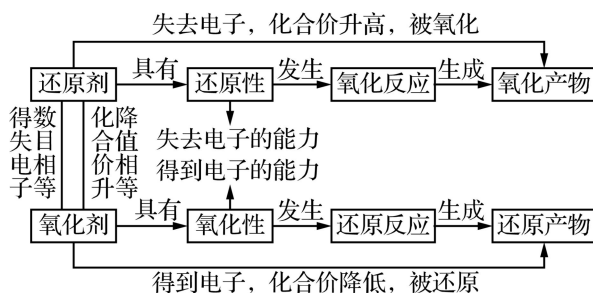 失去电子，化合价升高，被氧化
还原剂 具有 还原性 发生 氧化反应 生成 氧化产物
得失电子
数目相等
化合价升
降值相等
失去电子的能力
得到电子的能力
氧化剂 具有 氧化性 发生 还原反应 生成 还原产物
得到电子，化合价降低，被还原